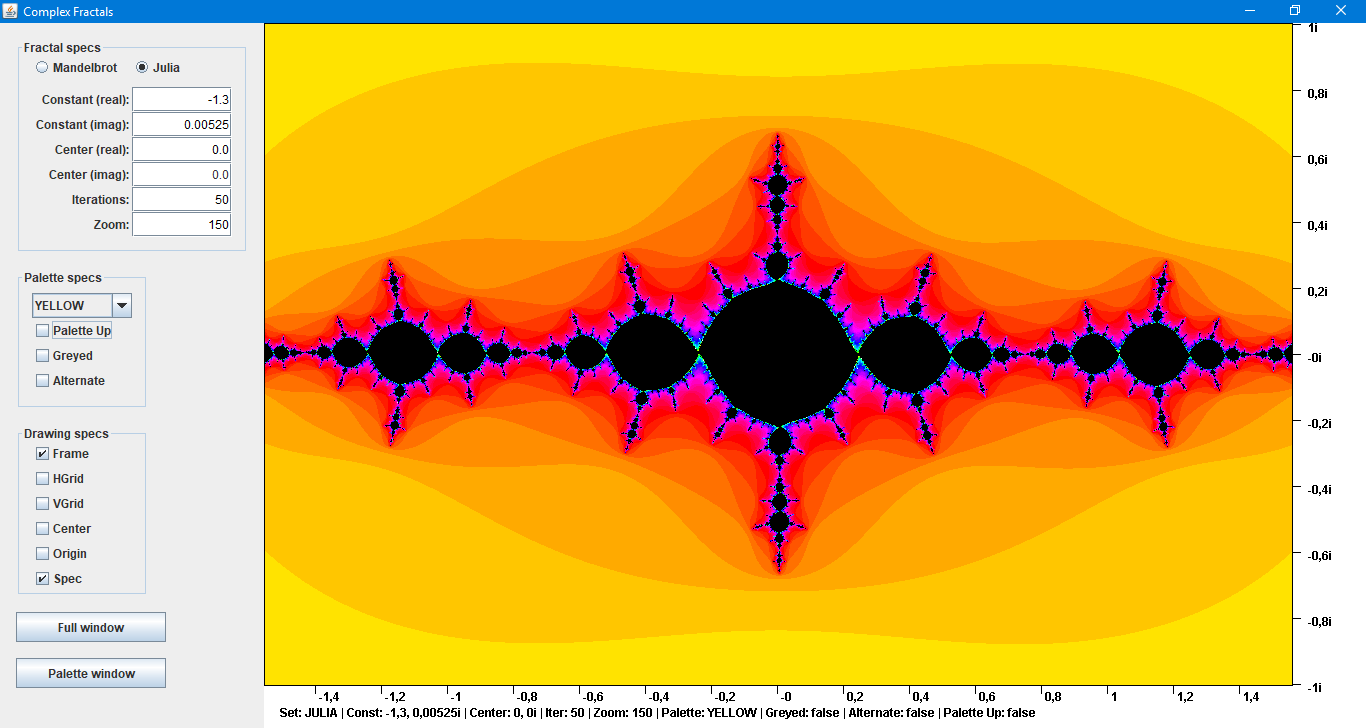 Complex Fractals
Fractal specs
Mandelbrot Julia
Constant (real): -1.3
Constant (imag): 0.00525
Center (real): 0.0
Center (imag): 0.0
Iterations: 50
Zoom: 150
Palette specs
YELLOW
Palette Up
Greyed
Alternate
Drawing specs
Frame
HGrid
VGrid
Center
Origin
Spec
Full window
Palette window
1i
0,8i
0,6i
0,4i
0,2i
-0i
-0,2i
-0,4i
-0,6i
-0,8i
-1i
-1,4 -1,2 -1 -0,8 -0,6 -0,4 -0,2 -0 0,2 0,4 0,6 0,8 1 1,2 1,4
Set: JULIA | Const: -1,3, 0,00525i | Center: 0, 0i | Iter: 50 | Zoom: 150 | Palette: YELLOW | Greyed: false | Alternate: false | Palette Up: false